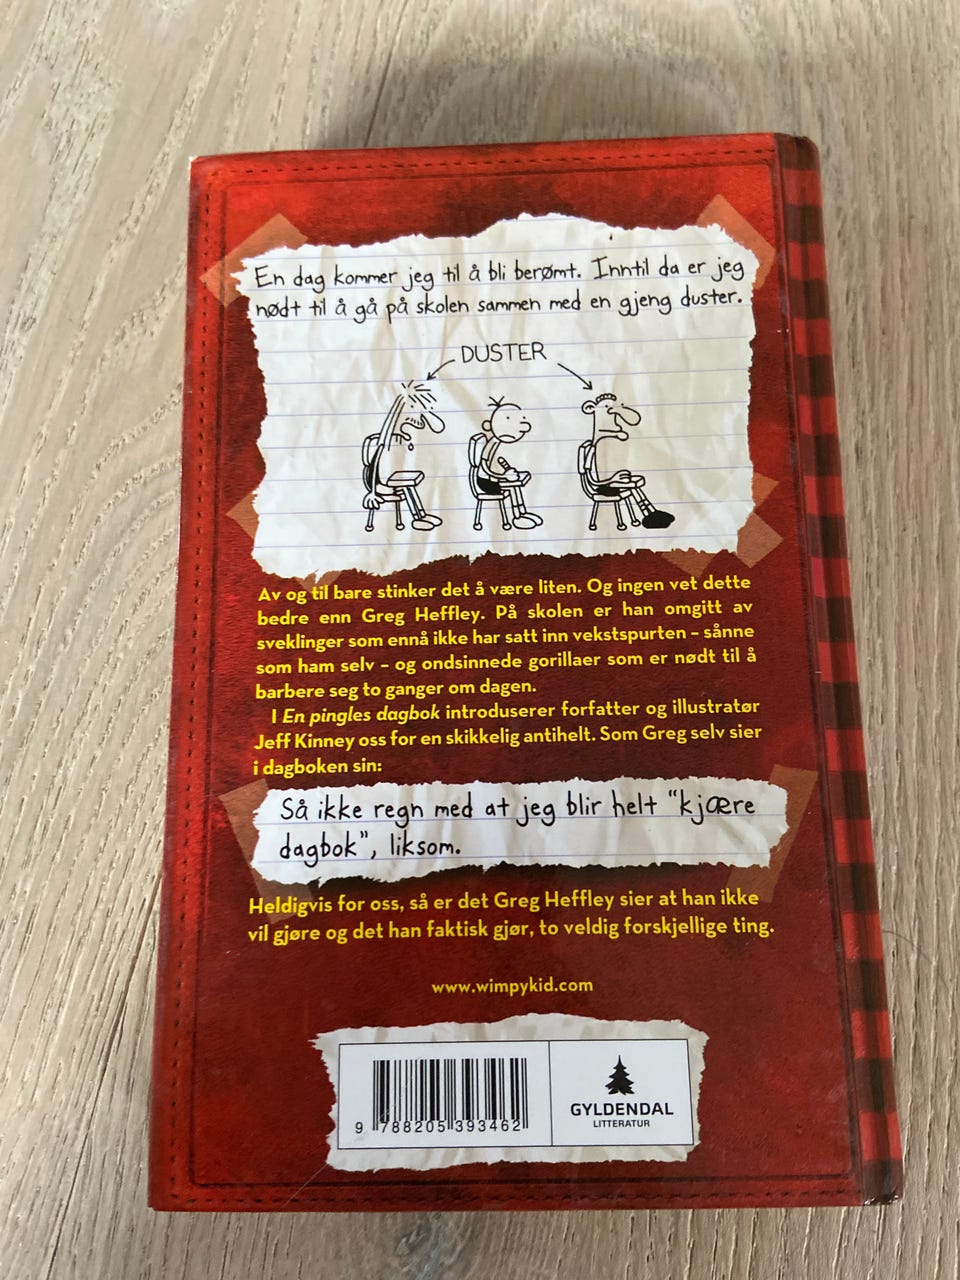 En dag kommer jeg til å bli berømt. Inntil da er jeg
nødt til å gå på skolen sammen med en gjeng duster.
DUSTER
Av og til bare stinker det å være liten. Og ingen vet dette
bedre enn Greg Heffley. På skolen er han omgitt av
sveklinger som ennå ikke har satt inn vekstspurten – sånne
som ham selv – og ondsinnede gorillaer som er nødt til å
barbere seg to ganger om dagen.
I En pingles dagbok introduserer forfatter og illustratør
Jeff Kinney oss for en skikkelig antihelt. Som Greg selv sier
i dagboken sin:
Så ikke regn med at jeg blir helt "kjære
dagbok", liksom.
Heldigvis for oss, så er det Greg Heffley sier at han ikke
vil gjøre og det han faktisk gjør, to veldig forskjellige ting.
www.wimpykid.com
9 788205 393462
GYLDENDAL
LITTERATUR